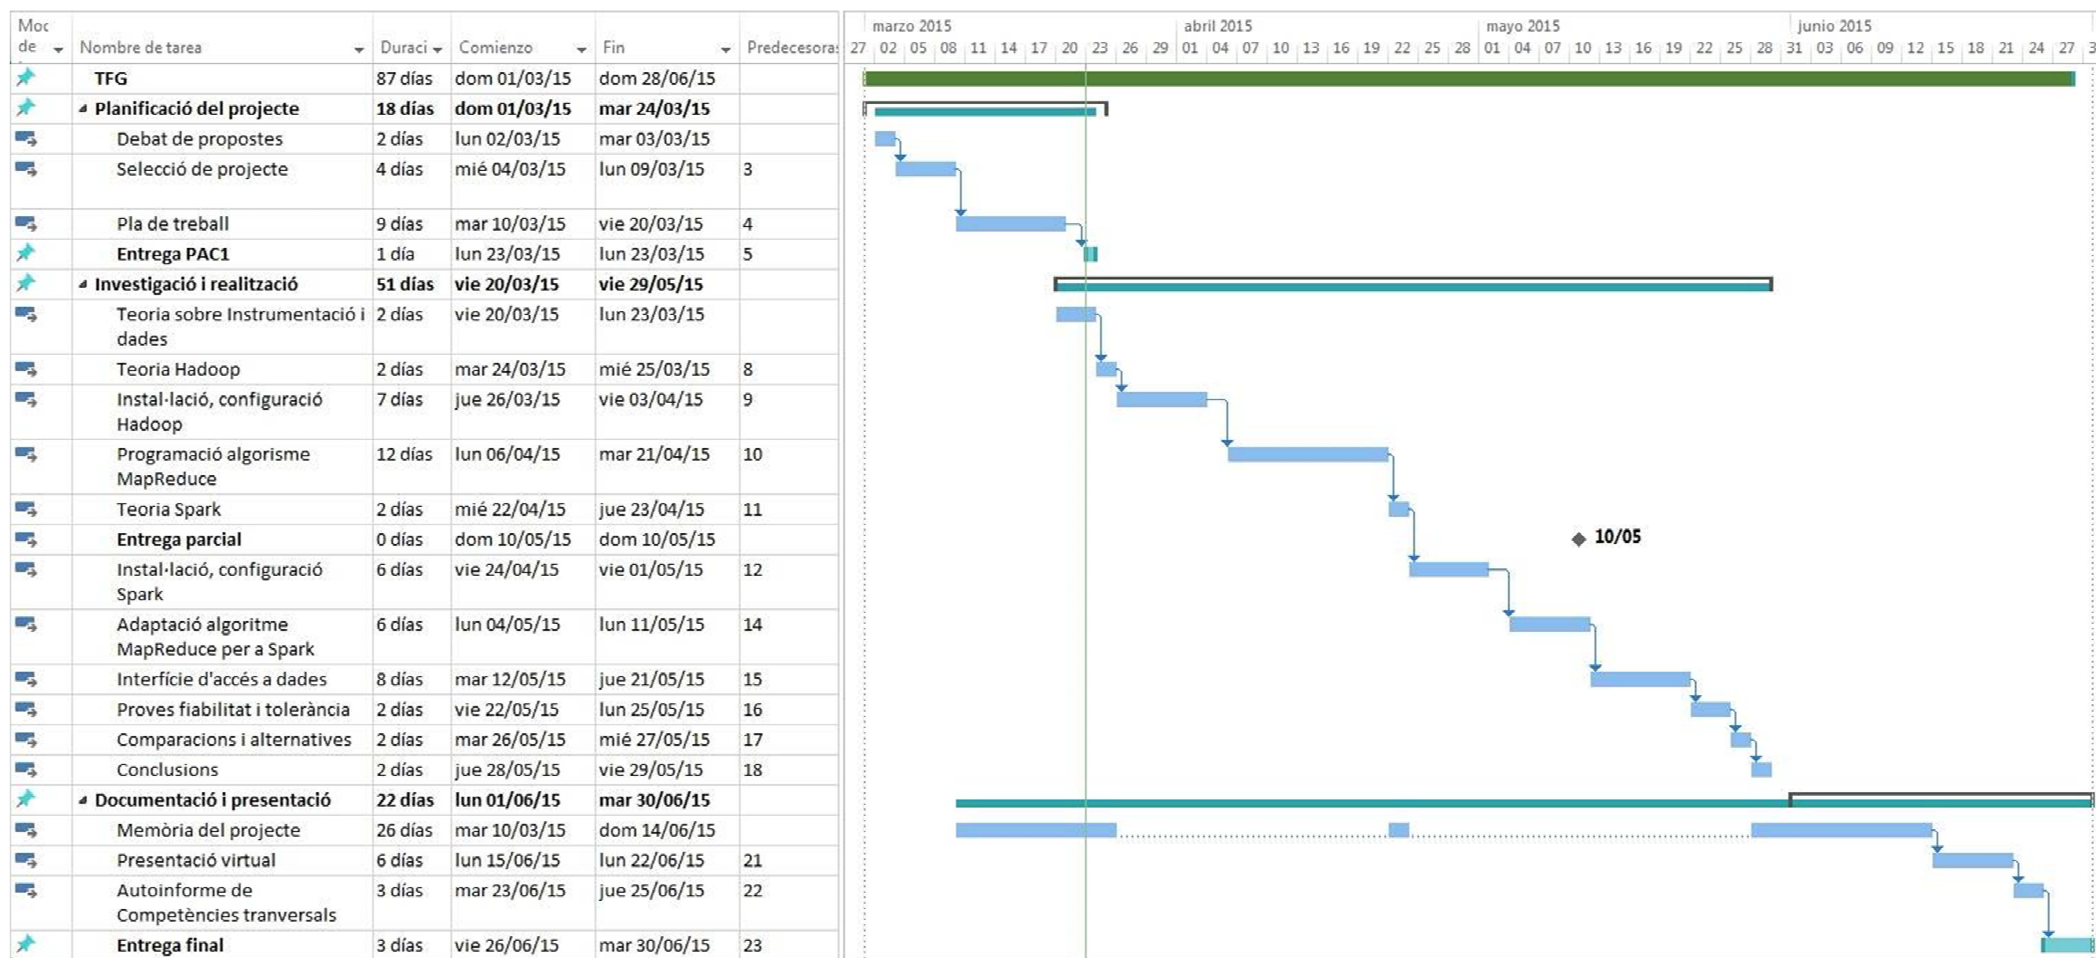 Moc
de
Nombre de tarea Duraci Comienzo Fin Predecesoras
marzo 2015 abril 2015 mayo 2015 junio 2015
27 02 05 08 11 14 17 20 23 26 29 01 04 07 10 13 16 19 22 25 28 01 04 07 10 13 16 19 22 25 28 31 03 06 09 12 15 18 21 24 27 3
TFG 87 días dom 01/03/15 dom 28/06/15
Planificació del projecte 18 días dom 01/03/15 mar 24/03/15
Debat de propostes 2 días lun 02/03/15 mar 03/03/15
Selecció de projecte 4 días mié 04/03/15 lun 09/03/15 3
Pla de treball 9 días mar 10/03/15 vie 20/03/15 4
Entrega PAC1 1 día lun 23/03/15 lun 23/03/15 5
Investigació i realització 51 días vie 20/03/15 vie 29/05/15
Teoria sobre Instrumentació i 2 días vie 20/03/15 lun 23/03/15
dades
Teoria Hadoop 2 días mar 24/03/15 mié 25/03/15 8
Instal·lació, configuració 7 días jue 26/03/15 vie 03/04/15 9
Hadoop
Programació algorisme 12 días lun 06/04/15 mar 21/04/15 10
MapReduce
Teoria Spark 2 días mié 22/04/15 jue 23/04/15 11
Entrega parcial 0 días dom 10/05/15 dom 10/05/15 10/05
Instal·lació, configuració 6 días vie 24/04/15 vie 01/05/15 12
Spark
Adaptació algoritme 6 días lun 04/05/15 lun 11/05/15 14
MapReduce per a Spark
Interfície d'accés a dades 8 días mar 12/05/15 jue 21/05/15 15
Proves fiabilitat i tolerància 2 días vie 22/05/15 lun 25/05/15 16
Comparacions i alternatives 2 días mar 26/05/15 mié 27/05/15 17
Conclusions 2 días jue 28/05/15 vie 29/05/15 18
Documentació i presentació 22 días lun 01/06/15 mar 30/06/15
Memòria del projecte 26 días mar 10/03/15 dom 14/06/15
Presentació virtual 6 días lun 15/06/15 lun 22/06/15 21
Autoinforme de 3 días mar 23/06/15 jue 25/06/15 22
Competències tranversals
Entrega final 3 días vie 26/06/15 mar 30/06/15 23